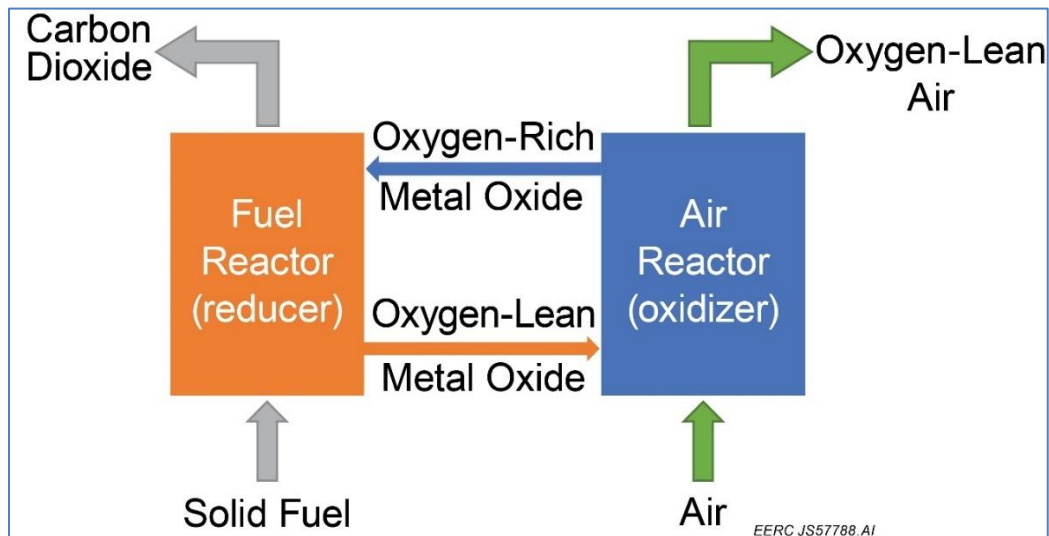 Carbon
Dioxide
Oxygen-Lean
Air
Oxygen-Rich
Metal Oxide
Fuel
Reactor
(reducer)
Air
Reactor
(oxidizer)
Oxygen-Lean
Metal Oxide
Solid Fuel
Air
EERC JS57788.AI